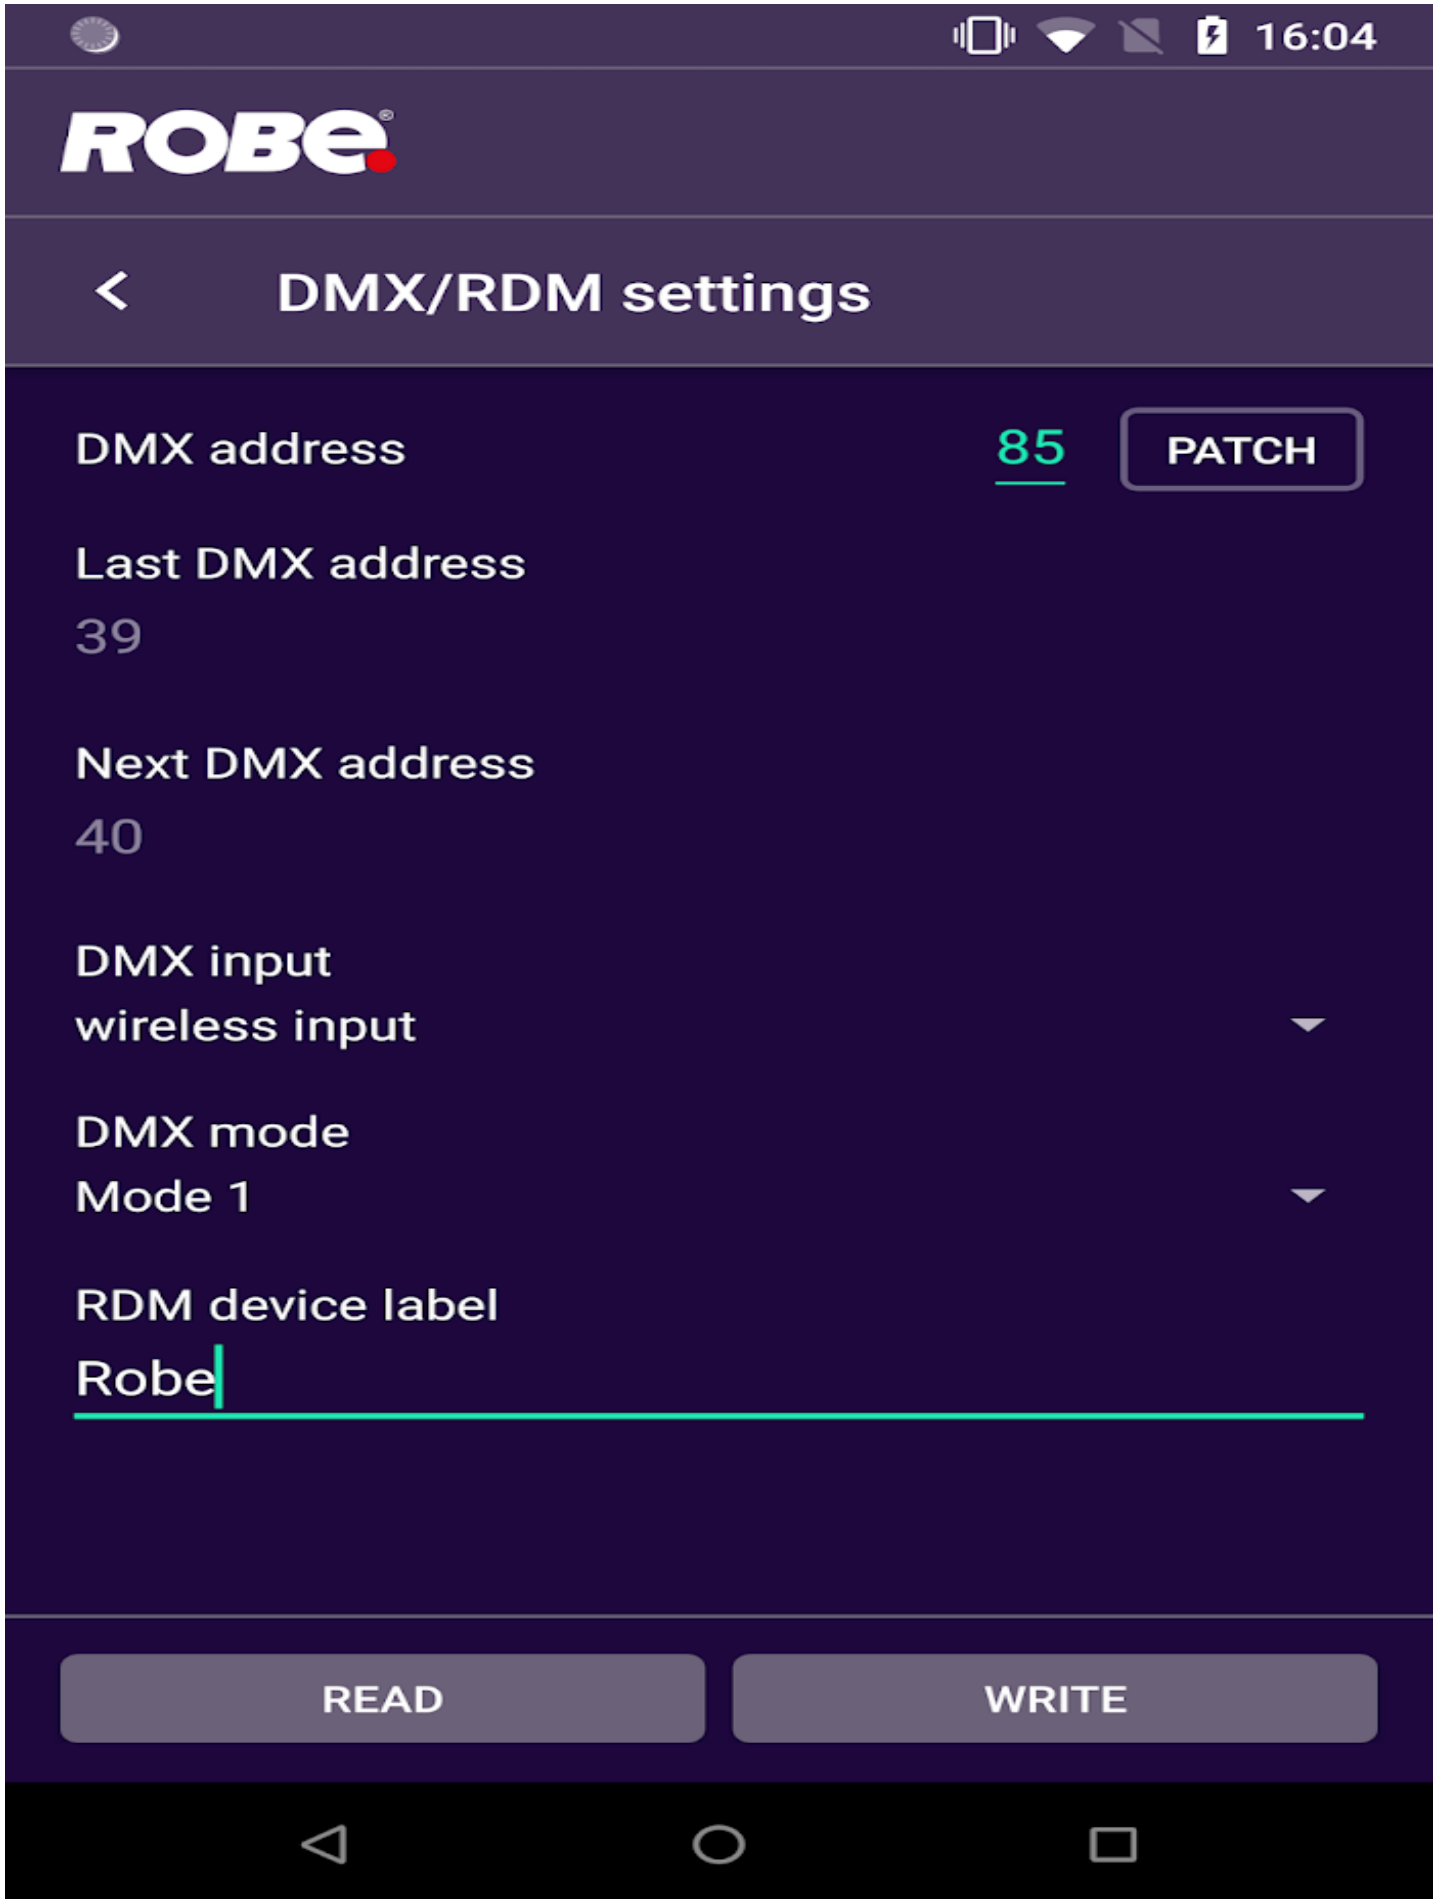 16:04
ROBe®
DMX/RDM settings
DMX address 85 PATCH
Last DMX address
39
Next DMX address
40
DMX input
wireless input
DMX mode
Mode 1
RDM device label
Robe
READ WRITE